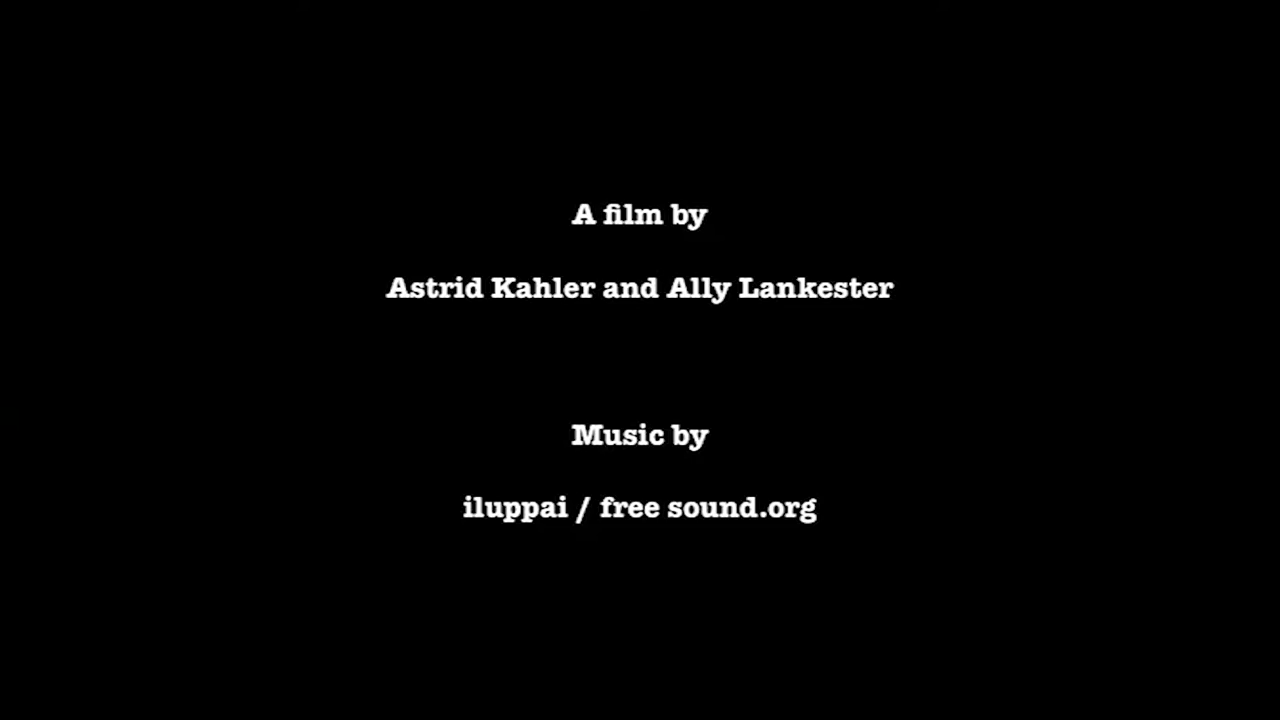 A film by
Astrid Kahler and Ally Lankester
Music by
iluppai / free sound.org